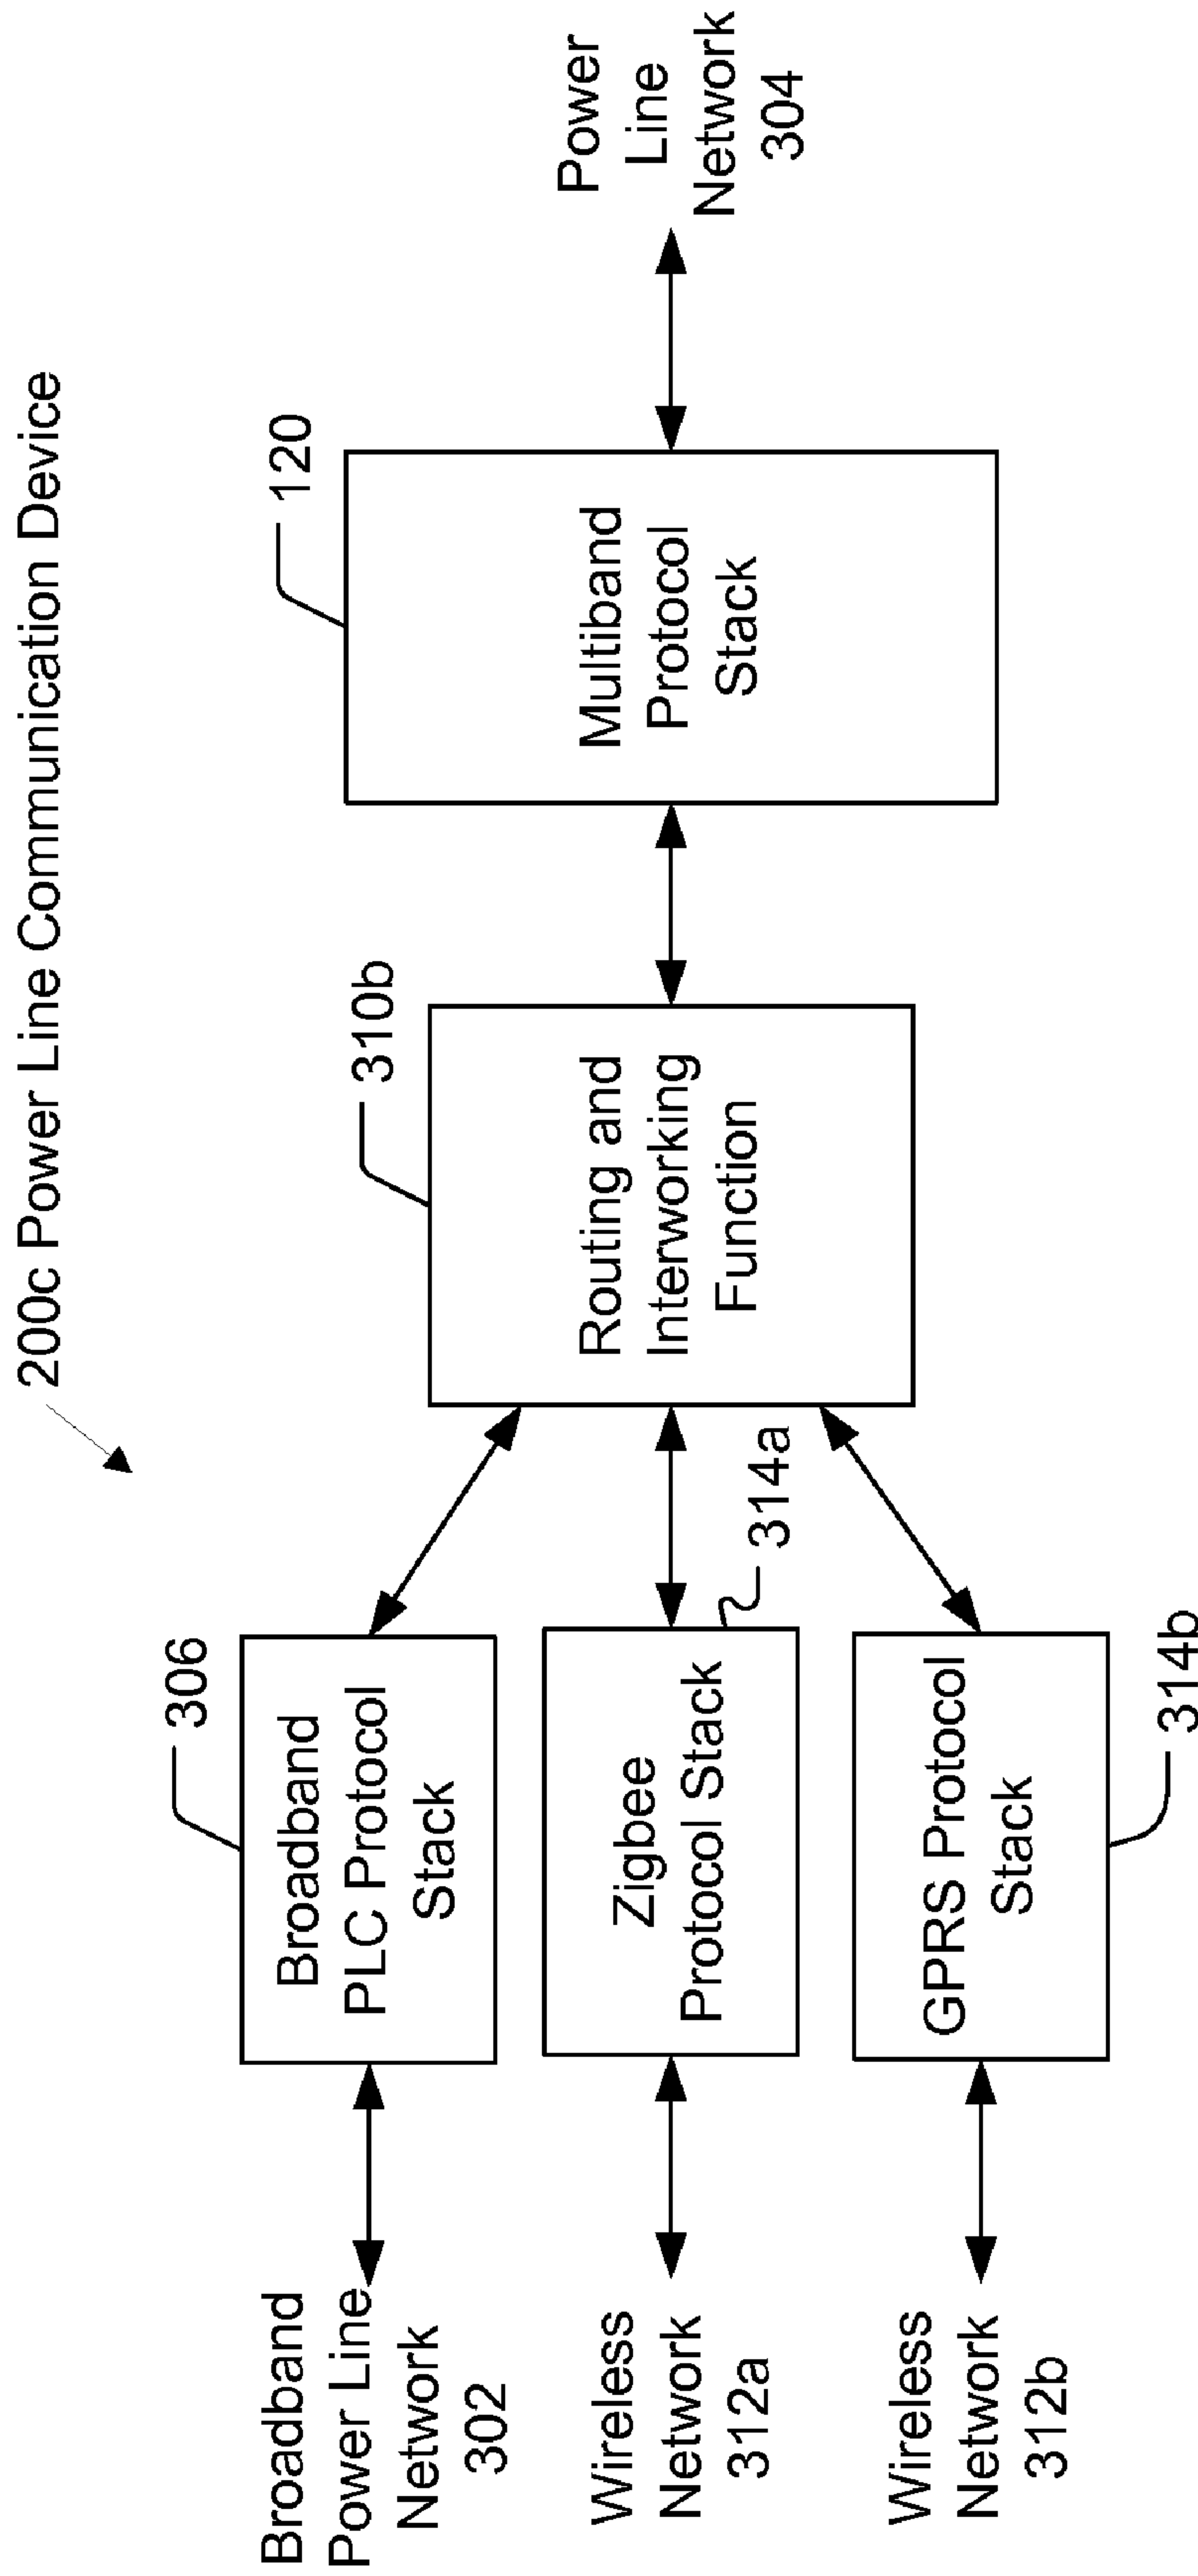 200c Power Line Communication Device
Broadband
Power Line
Network
302
306
Broadband
PLC Protocol
Stack
Wireless
Network
312a
Zigbee
Protocol Stack
314a
Wireless
Network
312b
GPRS Protocol
Stack
314b
310b
Routing and
Interworking
Function
120
Multiband
Protocol
Stack
Power
Line
Network
304